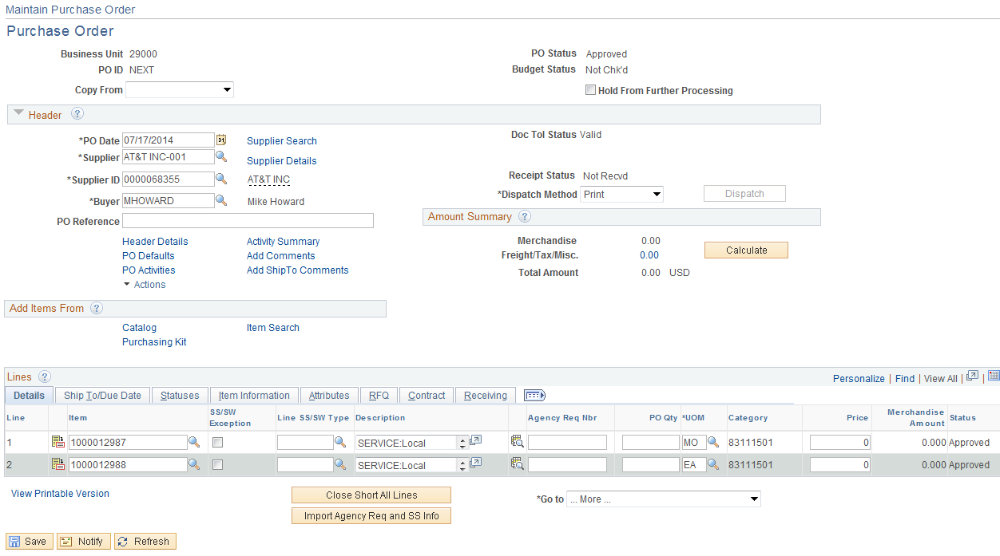 Maintain Purchase Order
Purchase Order
Business Unit 29000
PO Status Approved
PO ID NEXT
Budget Status Not Chk'd
Copy From
Hold From Further Processing
Header ?
*PO Date 07/17/2014 31 Supplier Search
Doc Tol Status Valid
*Supplier AT&T INC-001 Supplier Details
*Supplier ID 0000068355 AT&T INC
Receipt Status Not Recvd
*Buyer MHOWARD Mike Howard
*Dispatch Method Print Dispatch
PO Reference
Amount Summary ?
Header Details Activity Summary
Merchandise 0.00
PO Defaults Add Comments
Freight/Tax/Misc. 0.00 Calculate
PO Activities Add ShipTo Comments
Total Amount 0.00 USD
Actions
Add Items From ?
Catalog Item Search
Purchasing Kit
Lines ? Personalize | Find | View All | |
Details Ship To/Due Date Statuses Item Information Attributes RFQ Contract Receiving
Line Item SS/SW Exception Line SS/SW Type Description Agency Req Nbr PO Qty *UOM Category Price Merchandise Amount Status
1 1000012987 SERVICE:Local MO 83111501 0 0.000 Approved
2 1000012988 SERVICE:Local EA 83111501 0 0.000 Approved
View Printable Version Close Short All Lines *Go to ... More ...
Import Agency Req and SS Info
Save Notify Refresh